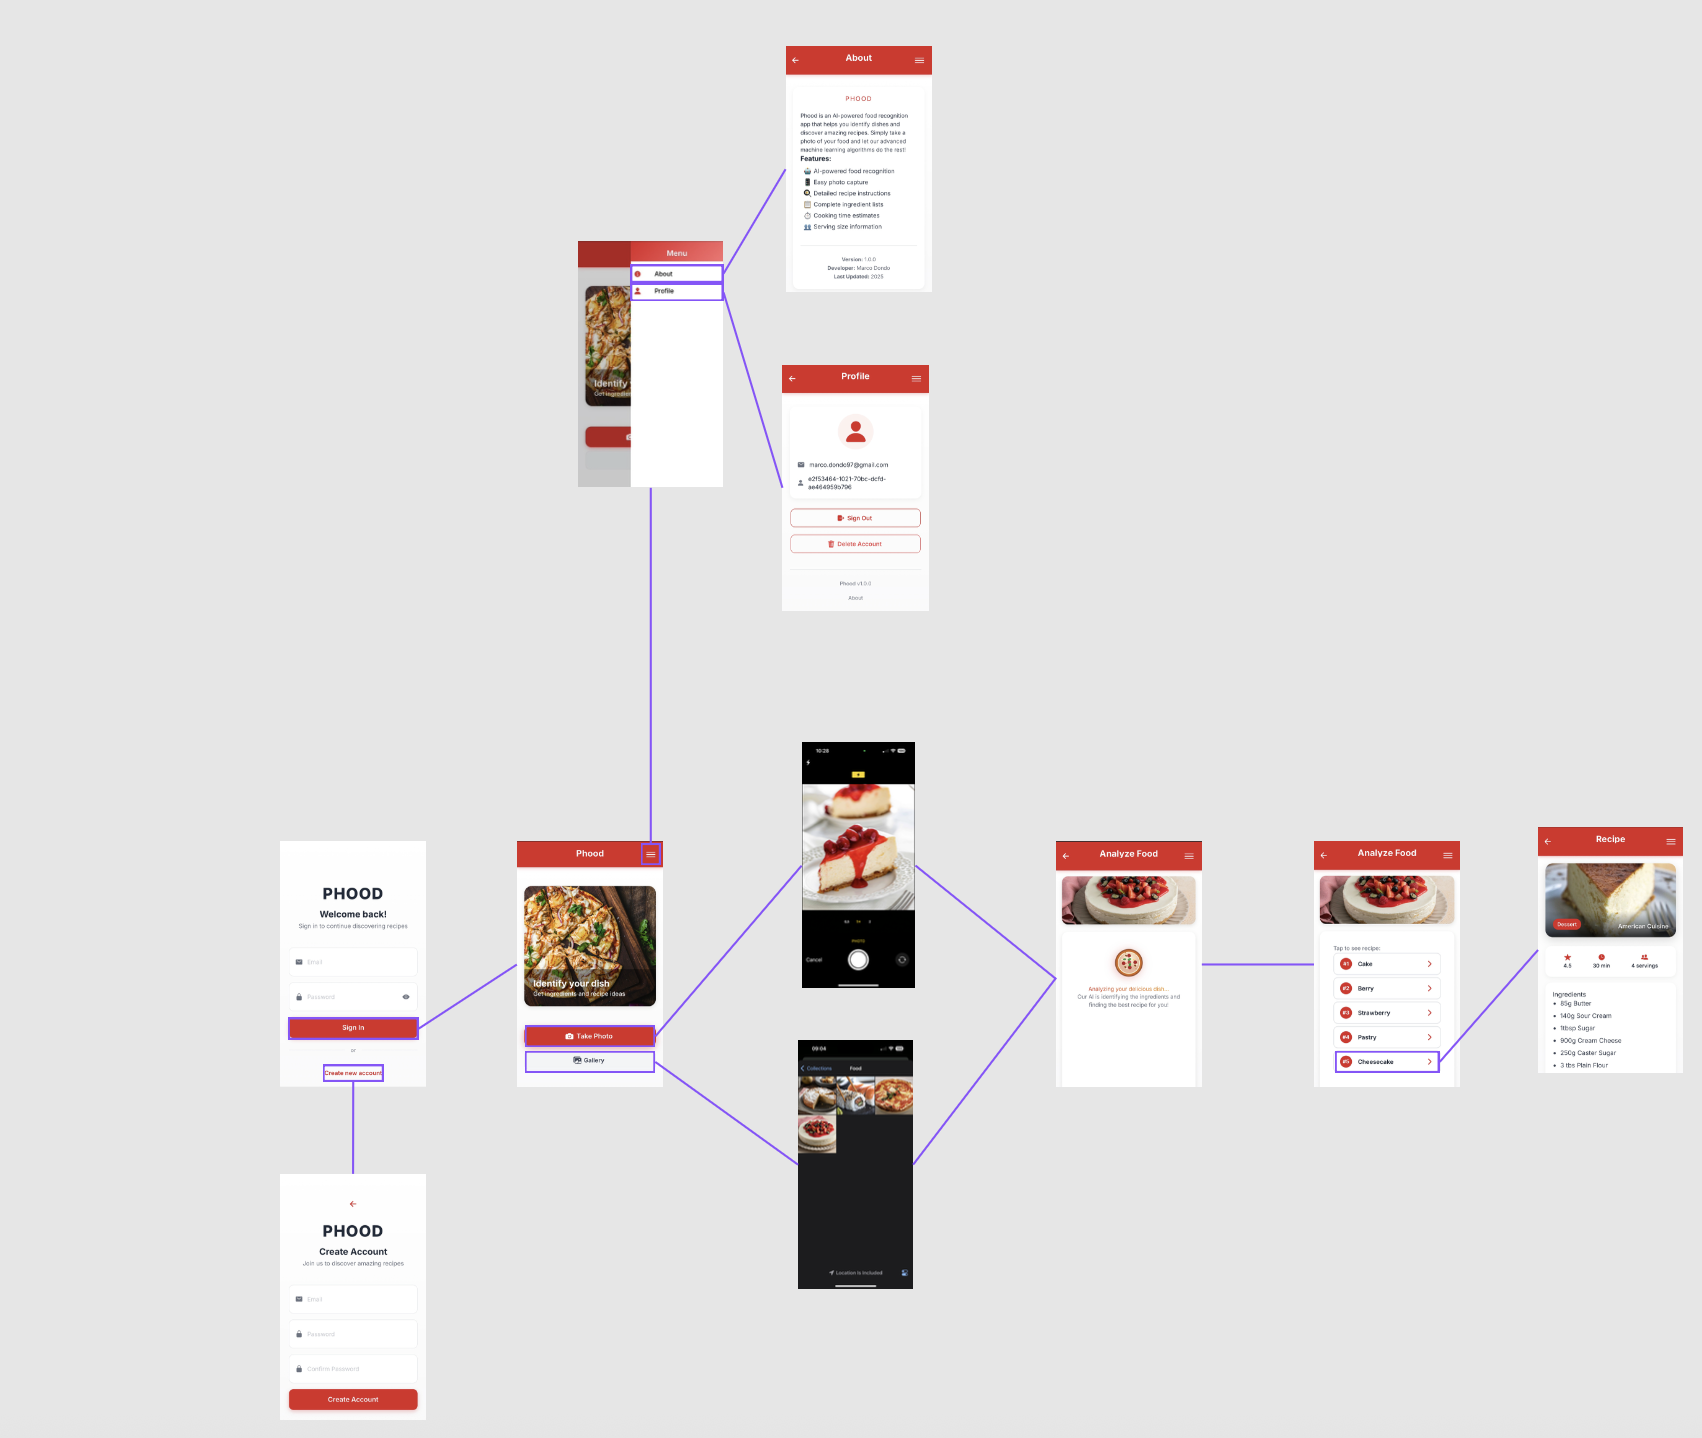 About
PHOOD
Phood is an AI-powered food recognition
app that helps you identify dishes and
discover amazing recipes. Simply take a
photo of your food and let our advanced
machine learning algorithms do the rest!
Features:
AI-powered food recognition
Easy photo capture
Detailed recipe instructions
Complete ingredient lists
Cooking time estimates
Serving size information
Version: 1.0.0
Developer: Marco Dondo
Last Updated: 2025
Menu
About
Profile
Identify
Get ingredien
Profile
marco.dondo97@gmail.com
e2f53464-1021-70bc-dcfd-
ae464959b796
Sign Out
Delete Account
Phood v1.0.0
About
PHOOD
Welcome back!
Sign in to continue discovering recipes
Email
Password
Sign In
or
Create new account
PHOOD
Create Account
Join us to discover amazing recipes
Email
Password
Confirm Password
Create Account
Phood
Identify your dish
Get ingredients and recipe ideas
Take Photo
Gallery
10:28
PHOTO
Cancel
09:04
Collections
Food
Location is Included
Analyze Food
Analyzing your delicious dish...
Our AI is identifying the ingredients and
finding the best recipe for you!
Analyze Food
Tap to see recipe:
#1 Cake
#2 Berry
#3 Strawberry
#4 Pastry
#5 Cheesecake
Recipe
Dessert
American Cuisine
4.5
30 min
4 servings
Ingredients
• 85g Butter
• 140g Sour Cream
• 1tbsp Sugar
• 900g Cream Cheese
• 250g Caster Sugar
• 3 tbs Plain Flour